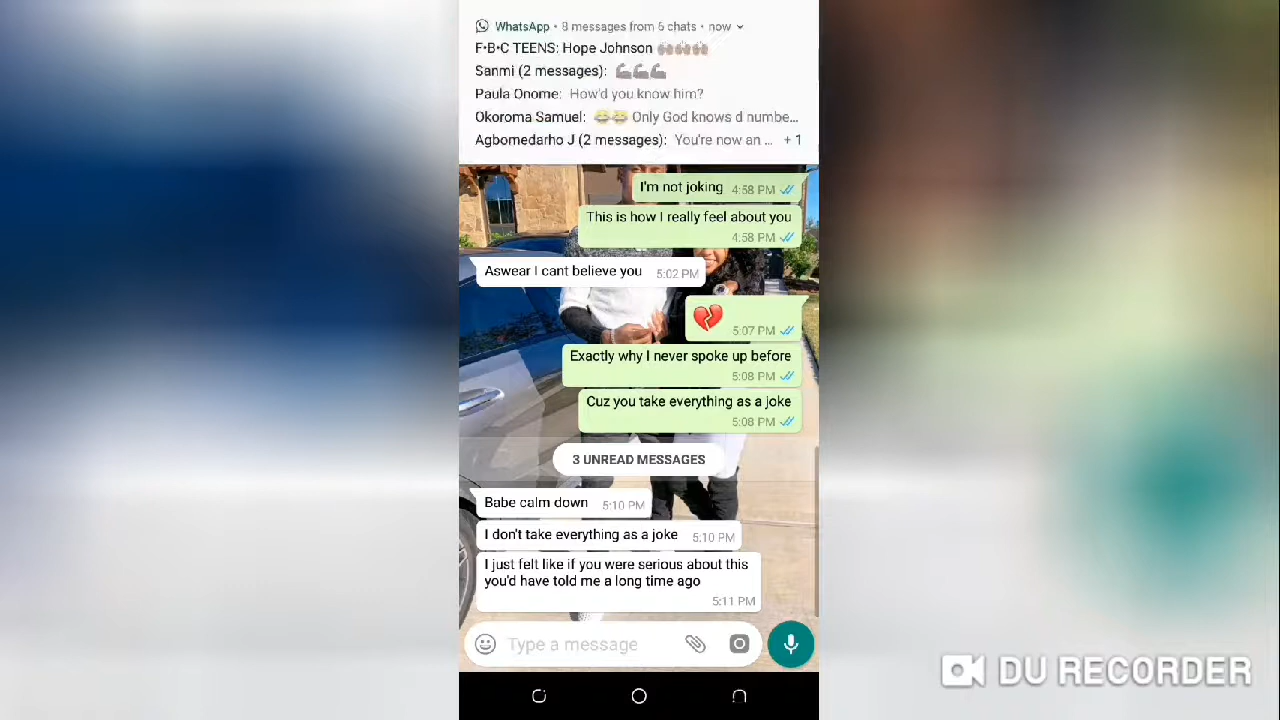 WhatsApp • 8 messages from 6 chats • now
F•B•C TEENS: Hope Johnson 🙌🏽🙌🏽🙌🏽🙌🏽
Sanmi (2 messages): 💪🏿💪🏿💪🏿
Paula Onome: How'd you know him?
Okoroma Samuel: 😂😂 Only God knows d numbe...
Agbomedarho J (2 messages): You're now an ... + 1
I'm not joking 4:58 PM
This is how I really feel about you
4:58 PM
Aswear I cant believe you 5:02 PM
💔 5:07 PM
Exactly why I never spoke up before
5:08 PM
Cuz you take everything as a joke
5:08 PM
3 UNREAD MESSAGES
Babe calm down 5:10 PM
I don't take everything as a joke 5:10 PM
I just felt like if you were serious about this
you'd have told me a long time ago
5:11 PM
Type a message
DU RECORDER